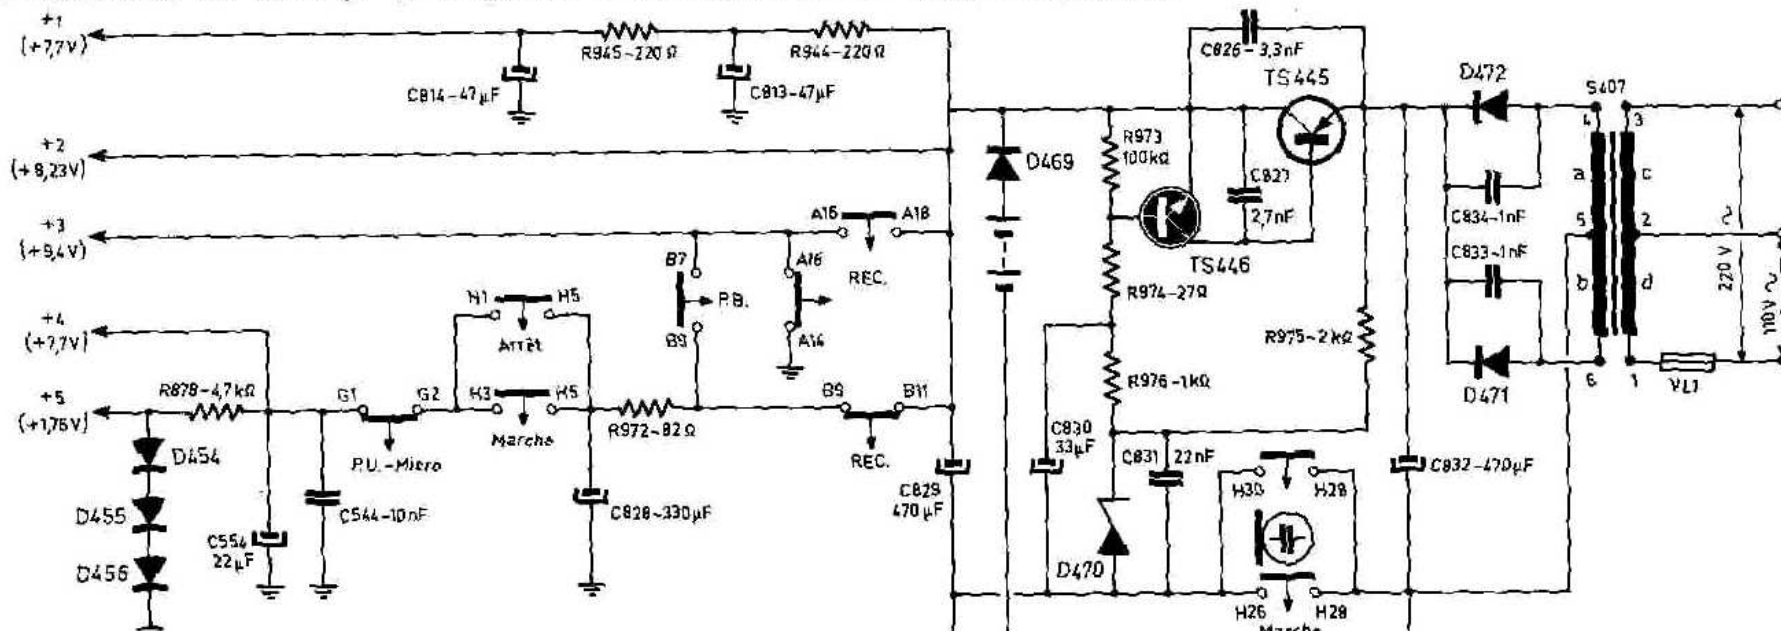 +1
(+7,7V)
R945-220Ω
R944-220Ω
C814-47µF
C813-47µF
+2
(+8,23V)
+3
(+9,4V)
A15
A18
REC.
B7
P.B.
B9
A16
A14
+4
(+7,7V)
H1
H5
Arrêt
+5
(+1,75V)
R878-4,7kΩ
G1
G2
H3
H5
Marche
R972-82Ω
B9
B11
REC.
P.U.-Micro
D454
D455
D456
C554
22µF
C544-10nF
C828-330µF
C829
470µF
C826-3,3nF
TS445
D469
R973
100kΩ
C827
2,7nF
TS446
R974-27Ω
R975-2kΩ
R976-1kΩ
C830
33µF
C831
22nF
D470
H30
H28
H26
H28
Marche
C832-470µF
D472
C834-1nF
C833-1nF
D471
S407
4
3
a
c
5
2
b
d
6
1
VL1
220V ~
110V ~